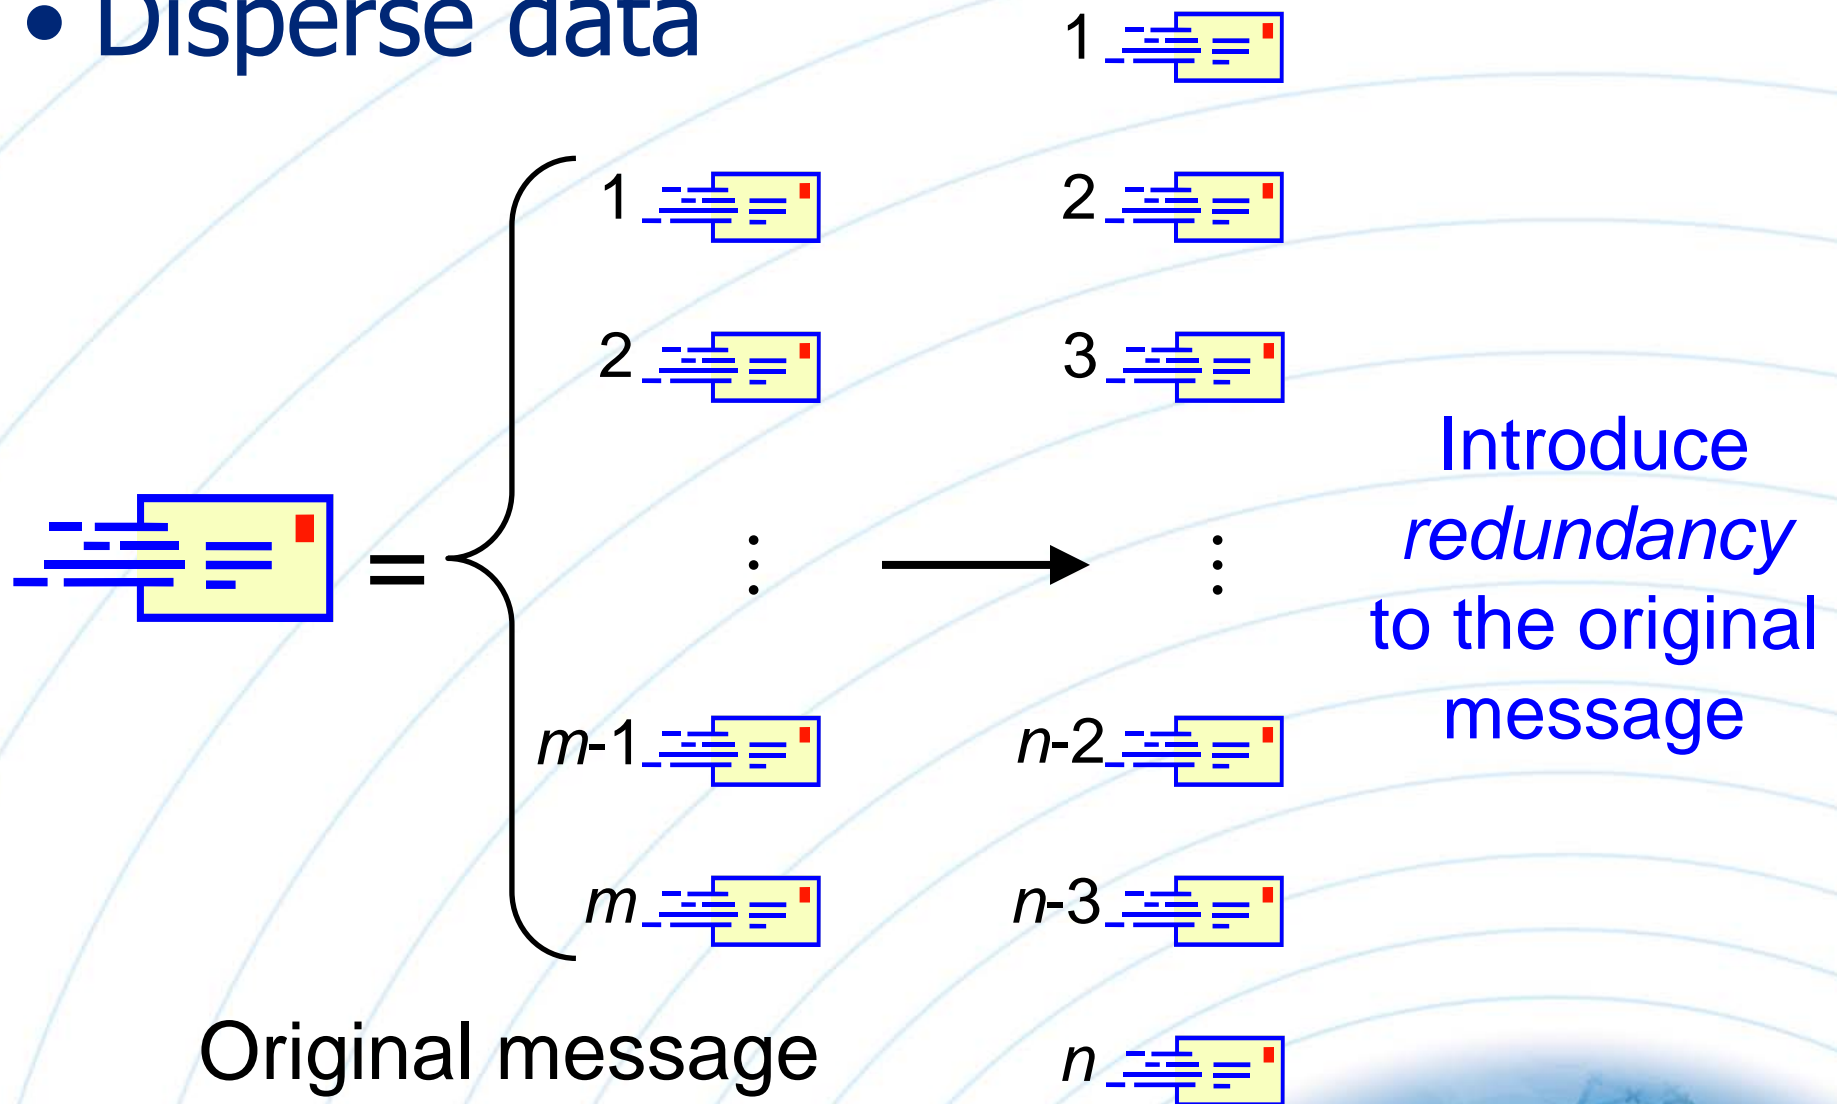 • Disperse data
1
1
2
2
3
=
⋮
⋮
Introduce
redundancy
to the original
message
m-1
n-2
m
n-3
Original message
n